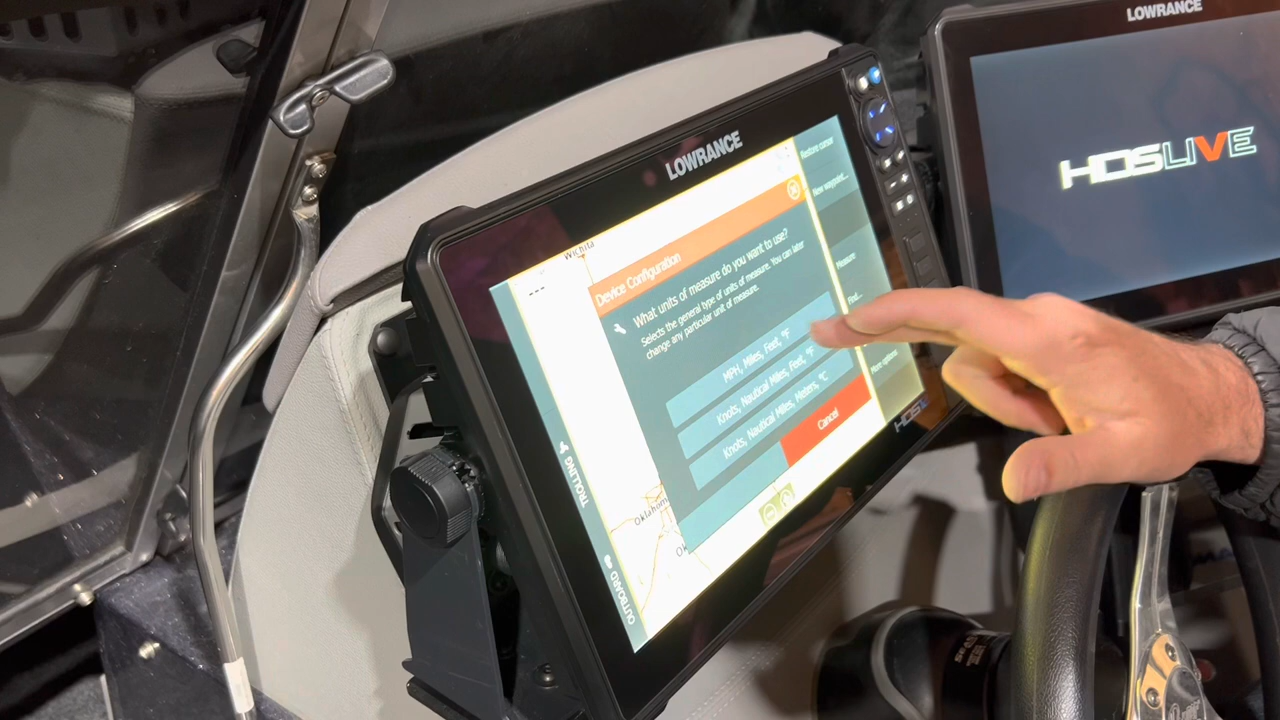 LOWRANCE
LOWRANCE
HDSLIVE
Restore cursor
New waypoint...
Measure
Find...
More options
Wichita
Device Configuration
What units of measure do you want to use?
Selects the general type of units of measure. You can later
change any particular unit of measure.
MPH, Miles, Feet, °F
Knots, Nautical Miles, Feet, °F
Knots, Nautical Miles, Meters, °C
Cancel
TROLLING
OUTBOARD
Oklahoma
HDS